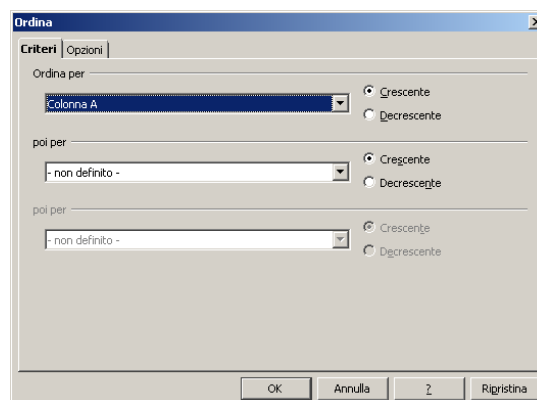 Ordina
Criteri Opzioni
Ordina per
Colonna A
Crescente
Decrescente
poi per
- non definito -
Crescente
Decrescente
poi per
- non definito -
Crescente
Decrescente
OK Annulla ? Ripristina